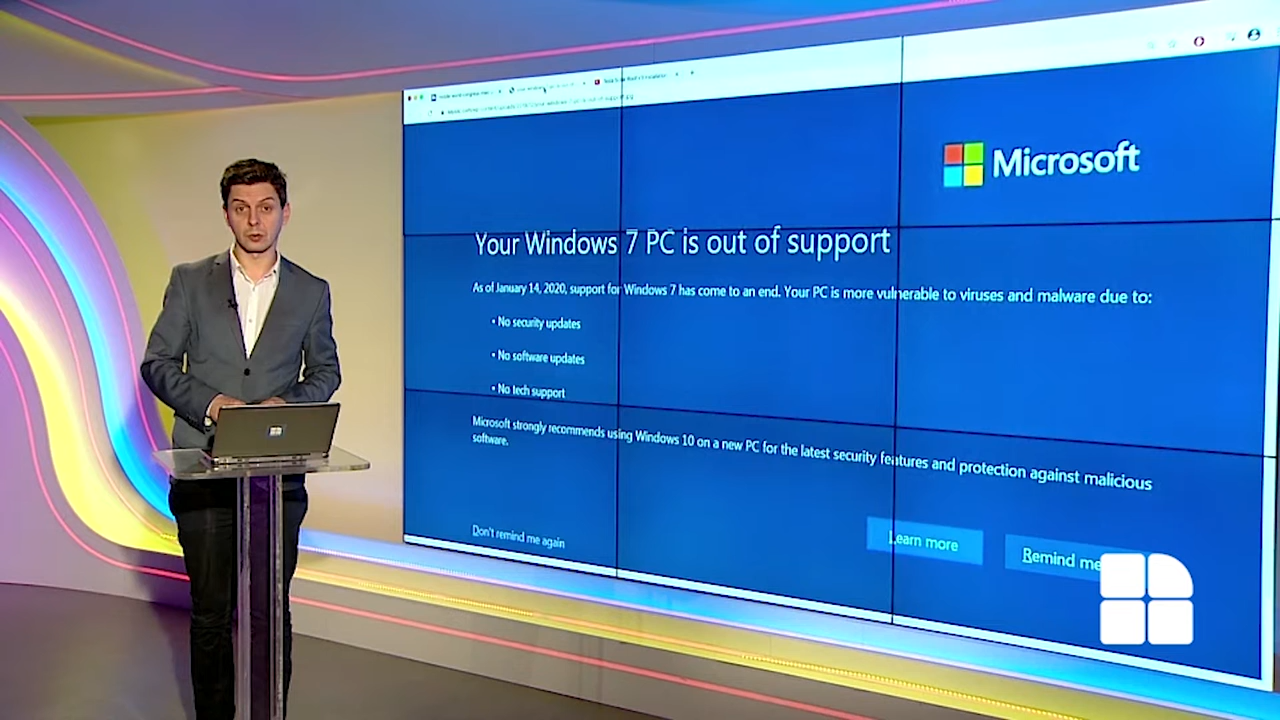 Microsoft
Your Windows 7 PC is out of support
As of January 14, 2020, support for Windows 7 has come to an end. Your PC is more vulnerable to viruses and malware due to:
• No security updates
• No software updates
• No tech support
Microsoft strongly recommends using Windows 10 on a new PC for the latest security features and protection against malicious
software.
Don't remind me again
Learn more
Remind me